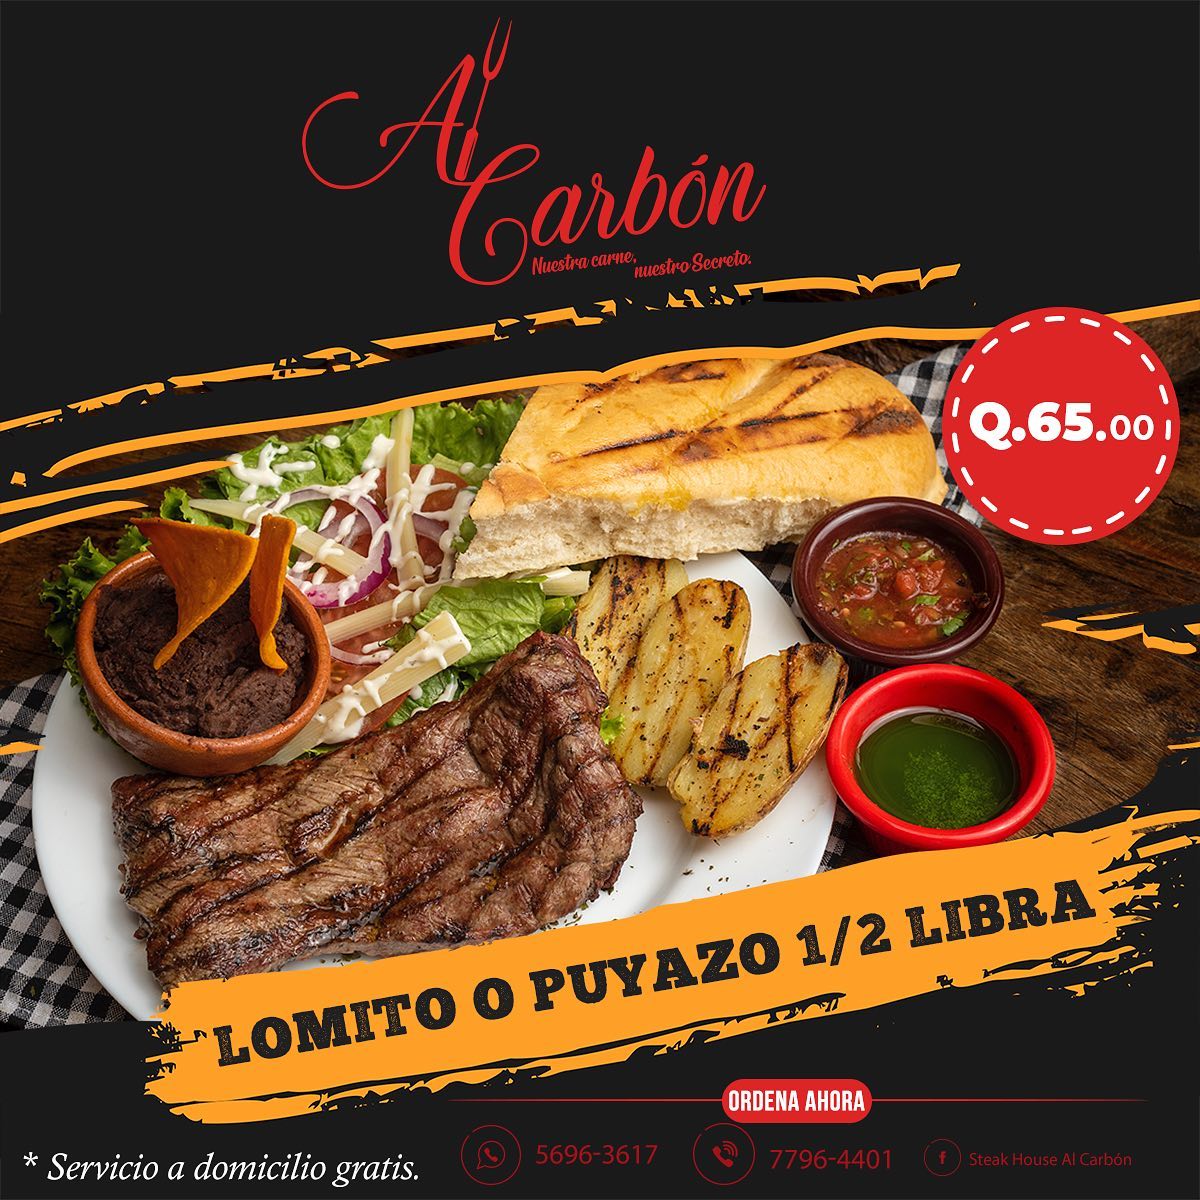 Al
Carbón
Nuestra carne, nuestro Secreto.
Q.65.00
LOMITO O PUYAZO 1/2 LIBRA
ORDENA AHORA
* Servicio a domicilio gratis.
5696-3617
7796-4401
f Steak House Al Carbón